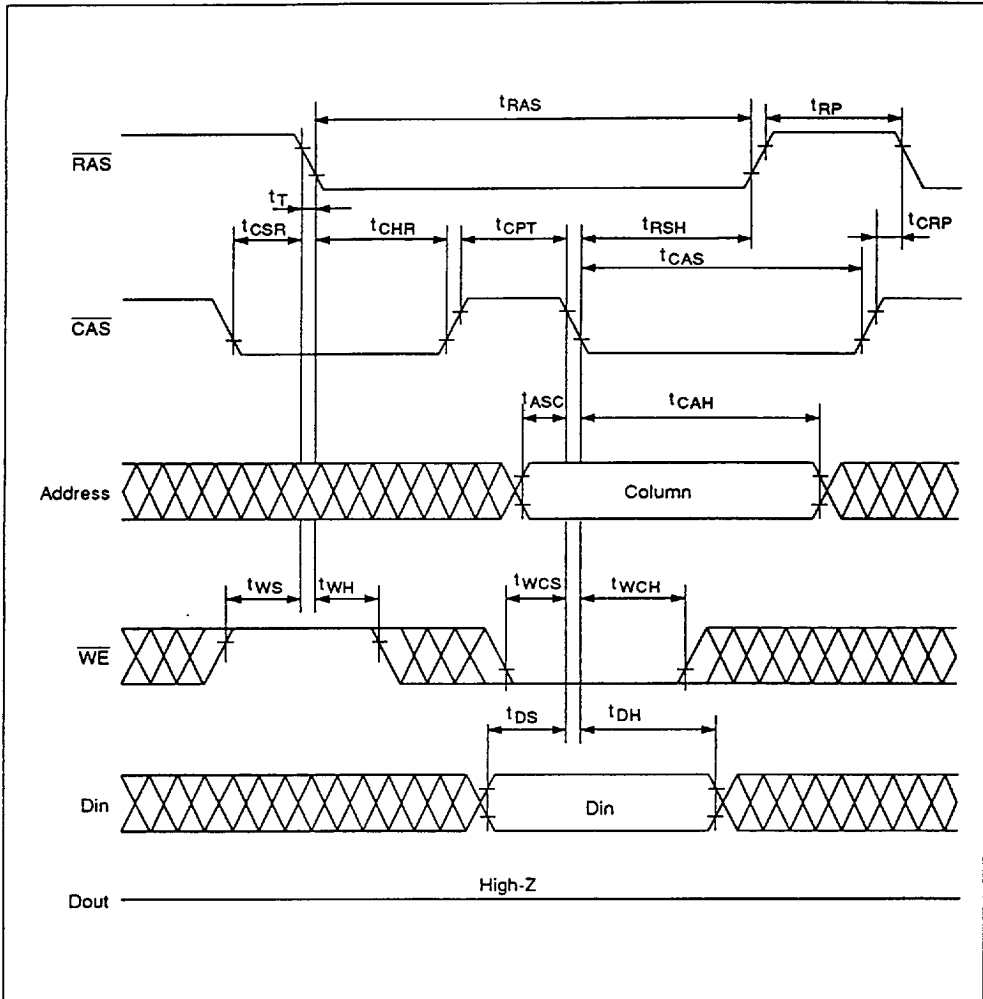 tRAS
tRP
RAS
tT
tCSR
tCHR
tCPT
tRSH
tCRP
tCAS
CAS
tASC
tCAH
Address
Column
tWS
tWH
tWCS
tWCH
WE
tDS
tDH
Din
Din
High-Z
Dout